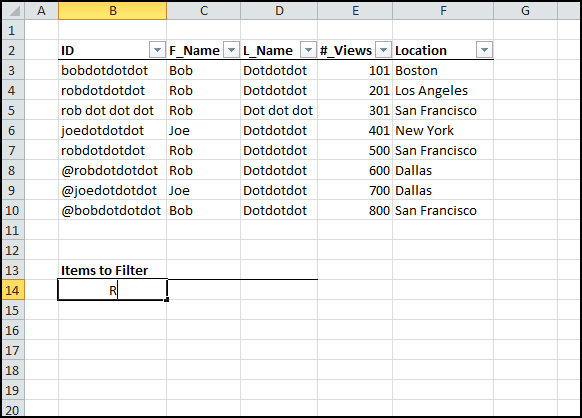 A B C D E F G
1
2 ID F_Name L_Name #_Views Location
3 bobdotdotdot Bob Dotdotdot 101 Boston
4 robdotdotdot Rob Dotdotdot 201 Los Angeles
5 rob dot dot dot Rob Dot dot dot 301 San Francisco
6 joedotdotdot Joe Dotdotdot 401 New York
7 robdotdotdot Rob Dotdotdot 500 San Francisco
8 @robdotdotdot Rob Dotdotdot 600 Dallas
9 @joedotdotdot Joe Dotdotdot 700 Dallas
10 @bobdotdotdot Bob Dotdotdot 800 San Francisco
11
12
13 Items to Filter
14 R
15
16
17
18
19
20